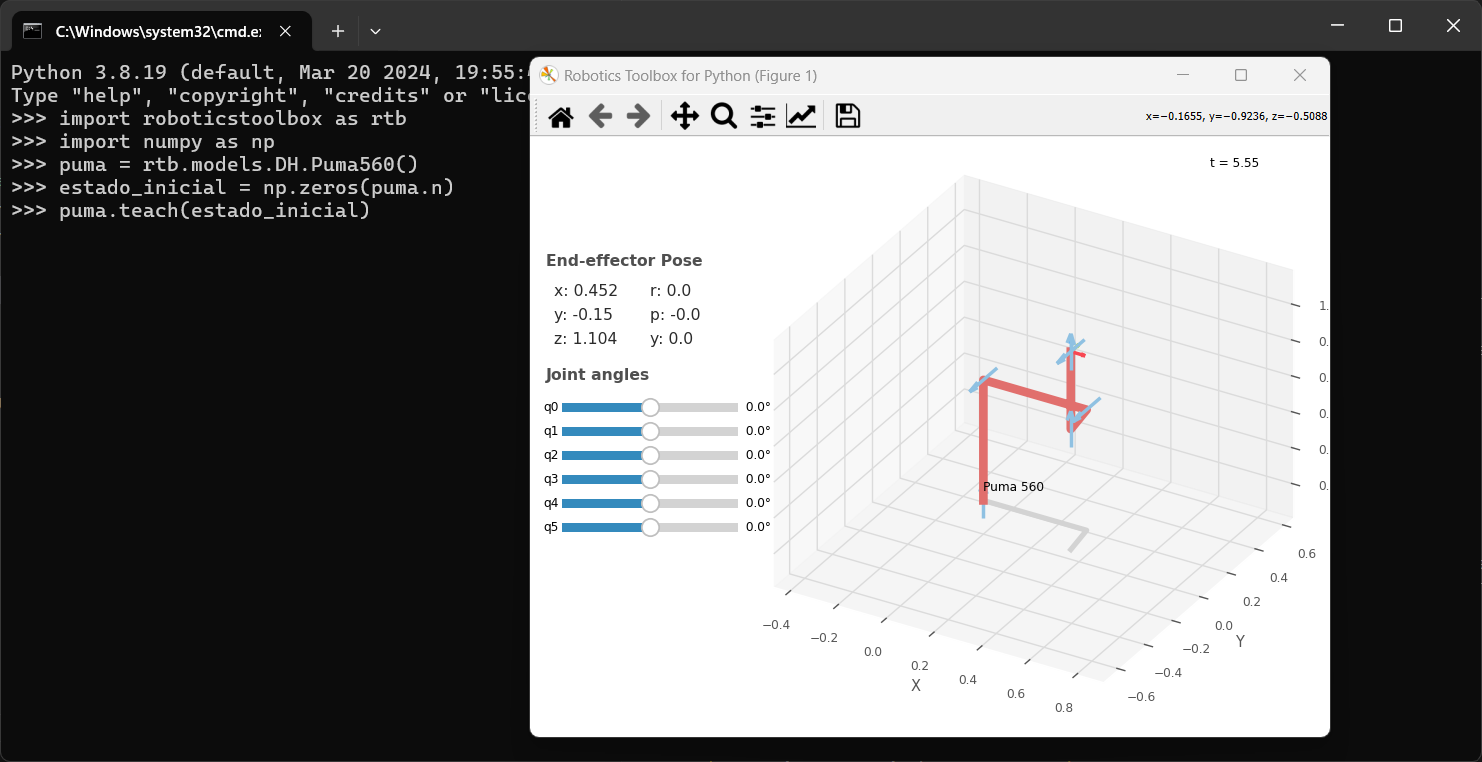 C:\Windows\system32\cmd.e
Python 3.8.19 (default, Mar 20 2024, 19:55:
Type "help", "copyright", "credits" or "lic
>>> import roboticstoolbox as rtb
>>> import numpy as np
>>> puma = rtb.models.DH.Puma560()
>>> estado_inicial = np.zeros(puma.n)
>>> puma.teach(estado_inicial)
Robotics Toolbox for Python (Figure 1)
x=−0.1655, y=−0.9236, z=−0.5088
t = 5.55
End-effector Pose
x: 0.452 r: 0.0
y: -0.15 p: -0.0
z: 1.104 y: 0.0
Joint angles
q0 0.0°
q1 0.0°
q2 0.0°
q3 0.0°
q4 0.0°
q5 0.0°
Puma 560
1.
0.
0.
0.
0.
0.
−0.4
−0.2
0.0
0.2
0.4
0.6
0.8
X
0.6
0.4
0.2
0.0
−0.2
−0.4
−0.6
Y